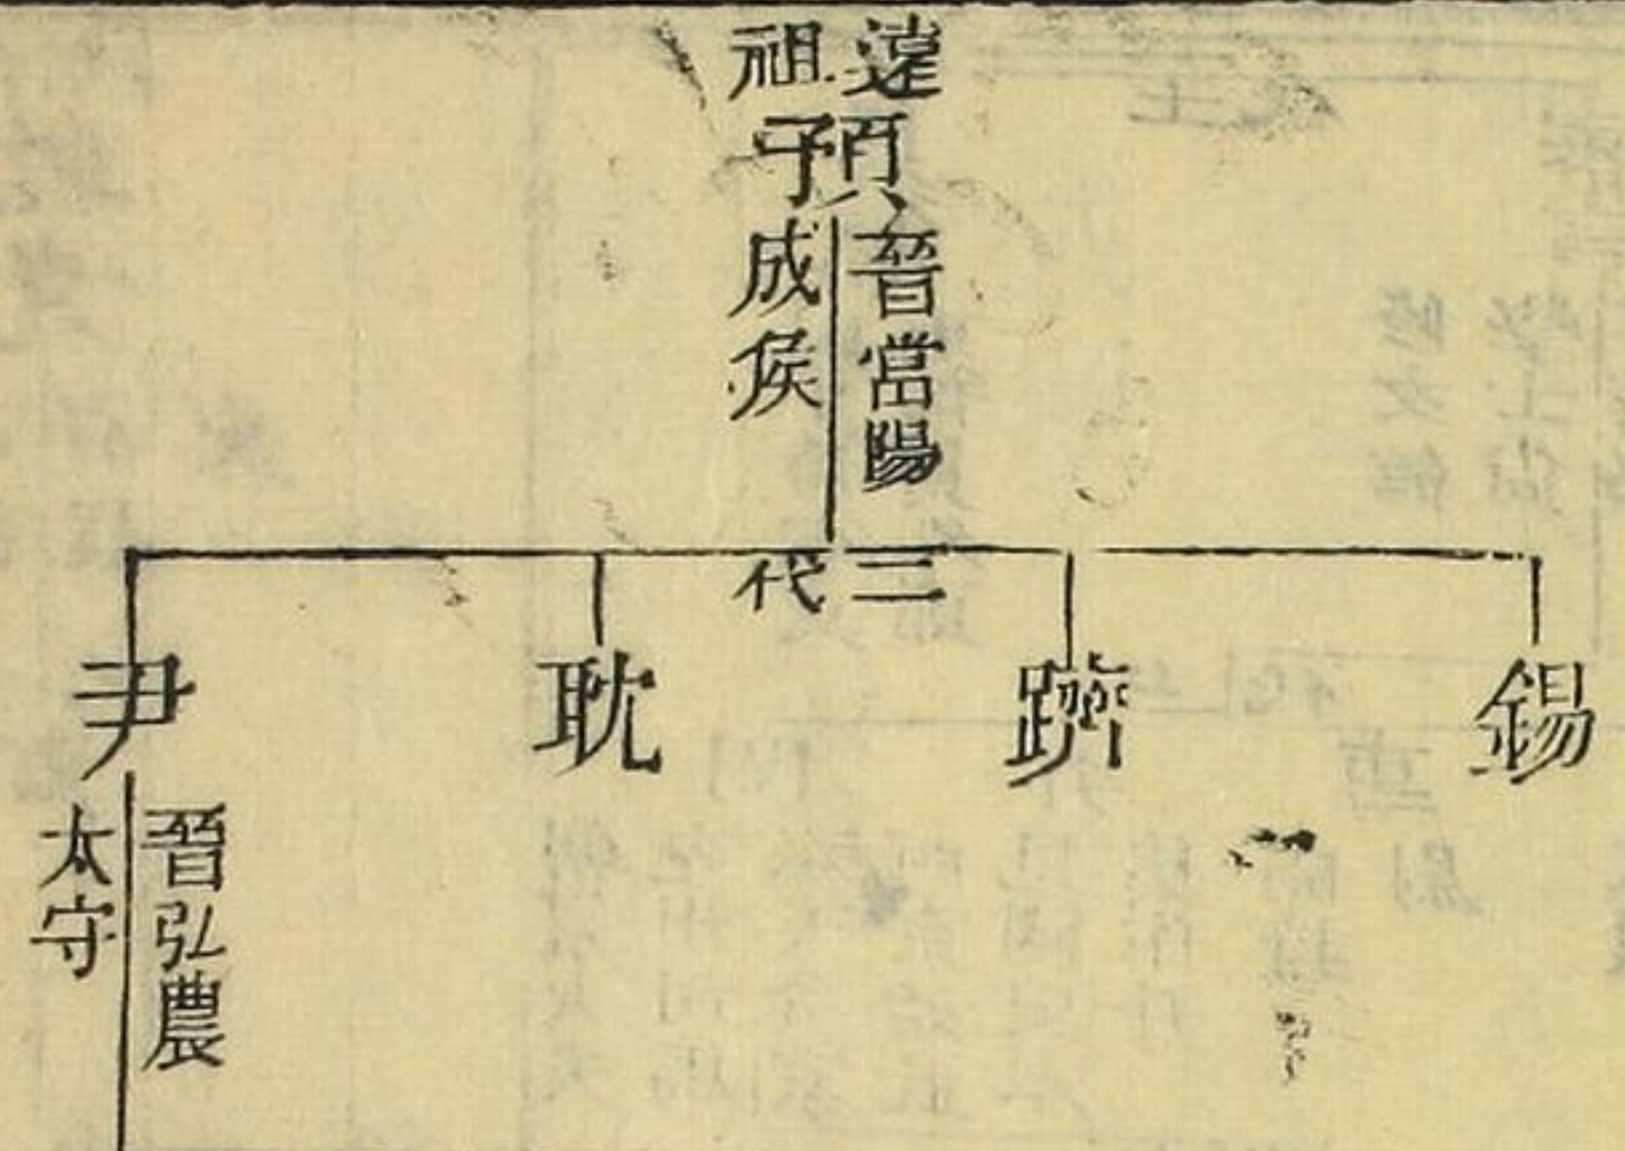 遠祖
預
晉當陽
成侯
三代
錫
躋
耽
尹
晉弘農
太守